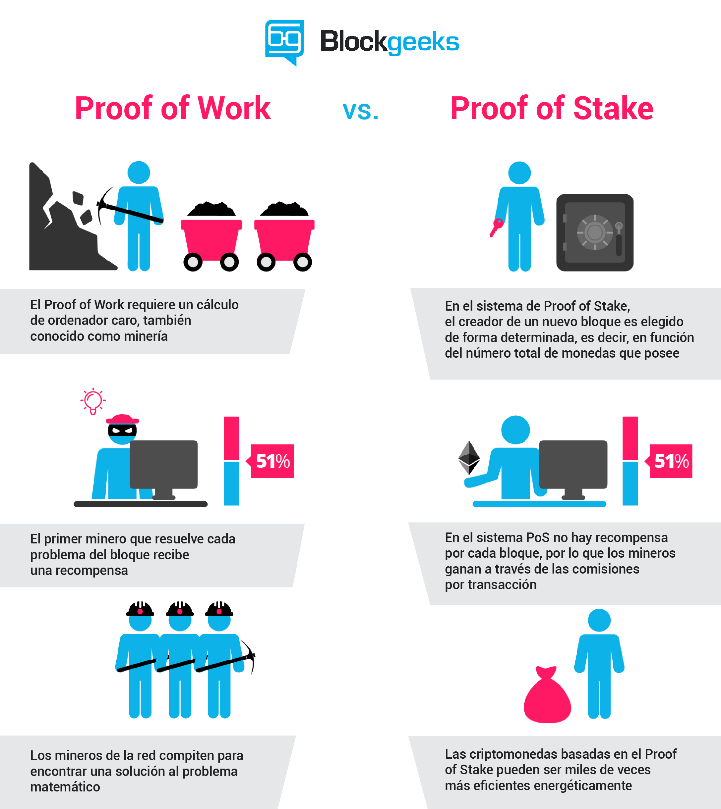 Blockgeeks
Proof of Work
vs.
Proof of Stake
El Proof of Work requiere un cálculo
de ordenador caro, también
conocido como minería
En el sistema de Proof of Stake,
el creador de un nuevo bloque es elegido
de forma determinada, es decir, en función
del número total de monedas que posee
51%
51%
El primer minero que resuelve cada
problema del bloque recibe
una recompensa
En el sistema PoS no hay recompensa
por cada bloque, por lo que los mineros
ganan a través de las comisiones
por transacción
Los mineros de la red compiten para
encontrar una solución al problema
matemático
Las criptomonedas basadas en el Proof
of Stake pueden ser miles de veces
más eficientes energéticamente